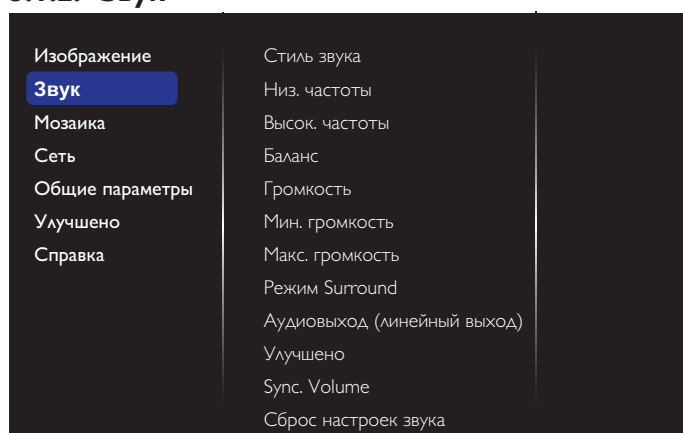 Изображение
Звук
Мозаика
Сеть
Общие параметры
Улучшено
Справка
Стиль звука
Низ. частоты
Высок. частоты
Баланс
Громкость
Мин. громкость
Макс. громкость
Режим Surround
Аудиовыход (линейный выход)
Улучшено
Sync. Volume
Сброс настроек звука